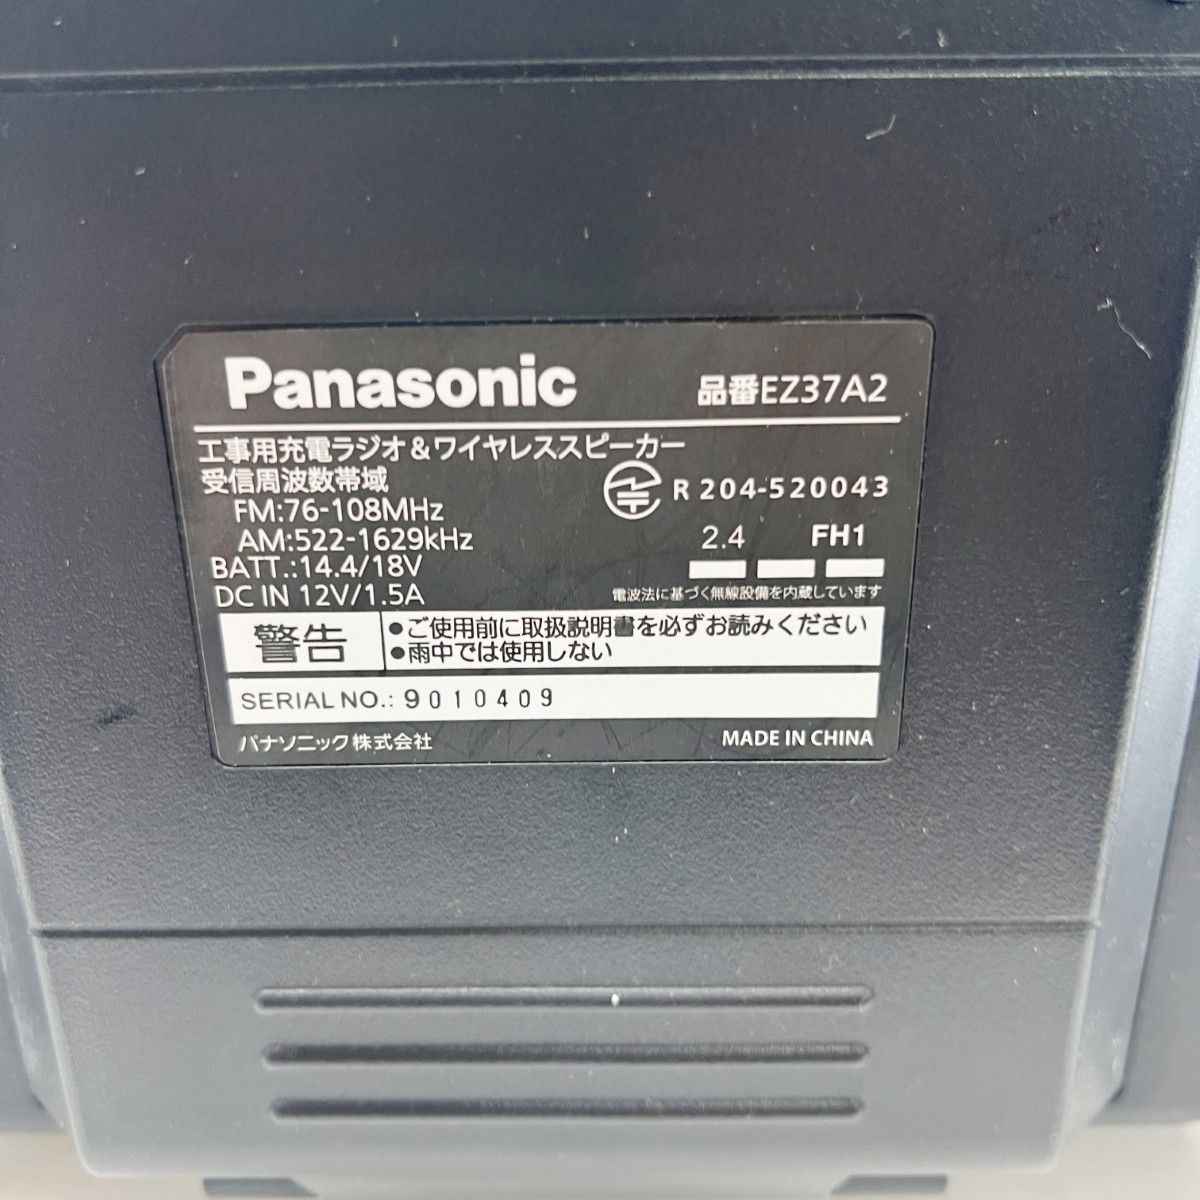 Panasonic 品番EZ37A2
工事用充電ラジオ&ワイヤレススピーカー
受信周波数帯域
FM:76-108MHz
AM:522-1629kHz
BATT.:14.4/18V
DC IN 12V/1.5A
R 204-520043
2.4 FH1
電波法に基づく無線設備を内蔵しています
警告
●ご使用前に取扱説明書を必ずお読みください
●雨中では使用しない
SERIAL NO.: 9010409
パナソニック株式会社 MADE IN CHINA